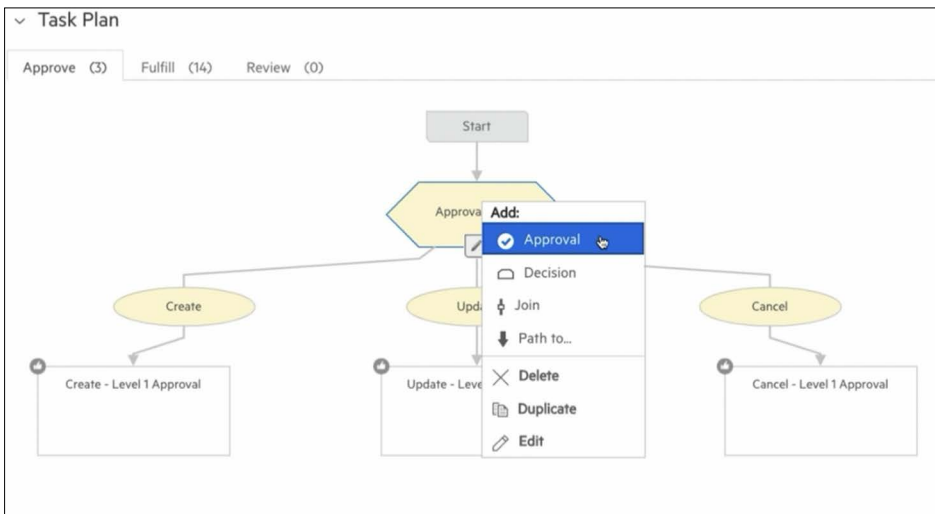 Task Plan
Approve (3) Fulfill (14) Review (0)
Start
Add:
Approval
Decision
Join
Path to...
Delete
Duplicate
Edit
Create
Cancel
Create - Level 1 Approval
Update -
Cancel - Level 1 Approval